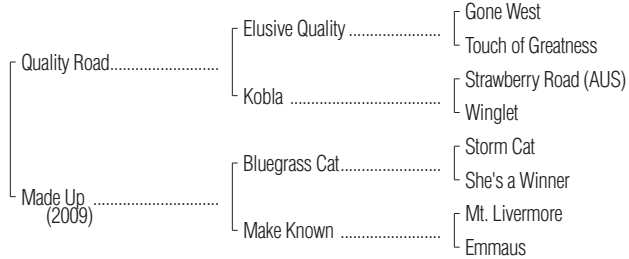 Gone West
Elusive Quality
Touch of Greatness
Quality Road
Strawberry Road (AUS)
Kobla
Winglet
Storm Cat
Bluegrass Cat
She's a Winner
Made Up
(2009)
Mt. Livermore
Make Known
Emmaus